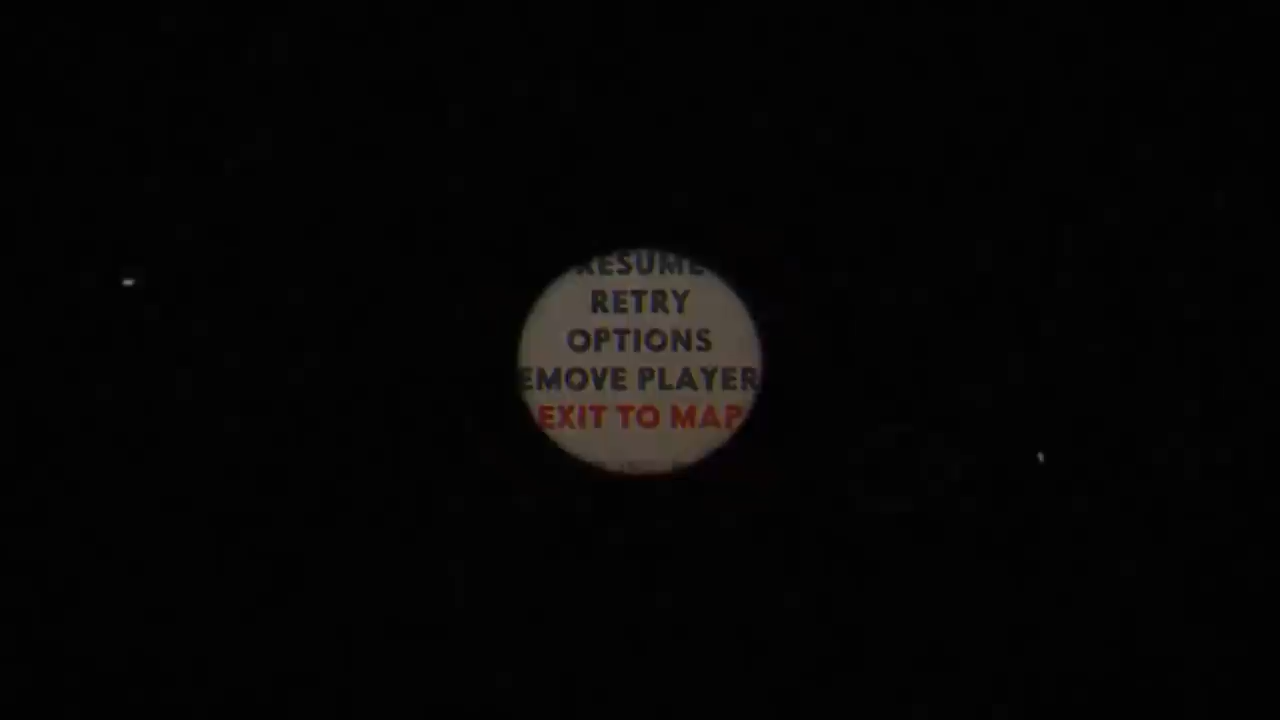 RESUME
RETRY
OPTIONS
EMOVE PLAYER
EXIT TO MAP